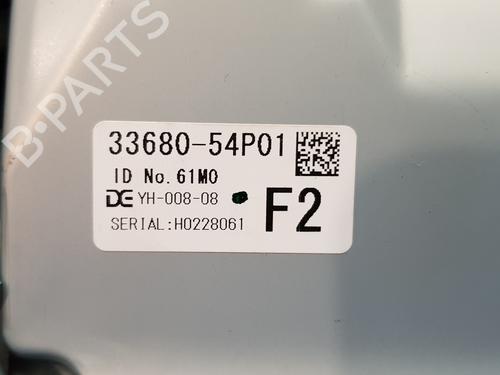 B-PARTS
33680-54P01
ID No.61M0
DE YH-008-08
F2
SERIAL:H0228061